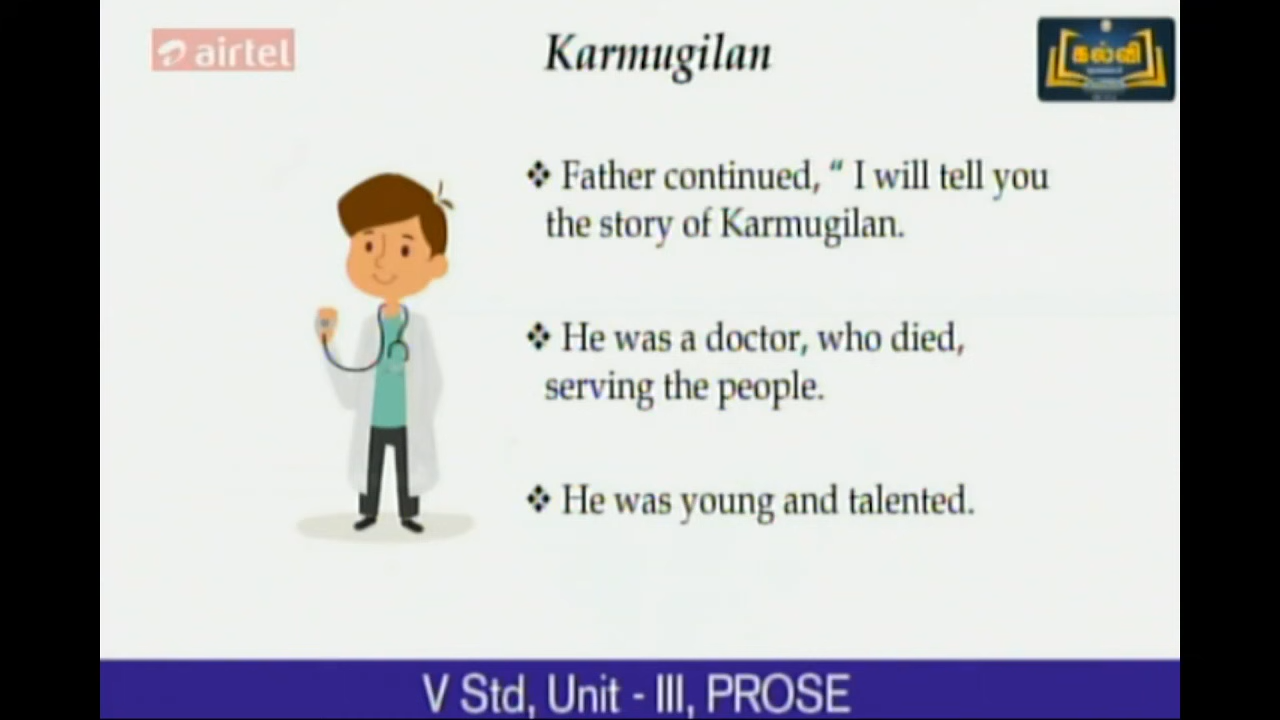 airtel
Karmugilan
கல்வி
❖ Father continued, “ I will tell you
the story of Karmugilan.
❖ He was a doctor, who died,
serving the people.
❖ He was young and talented.
V Std, Unit - III, PROSE